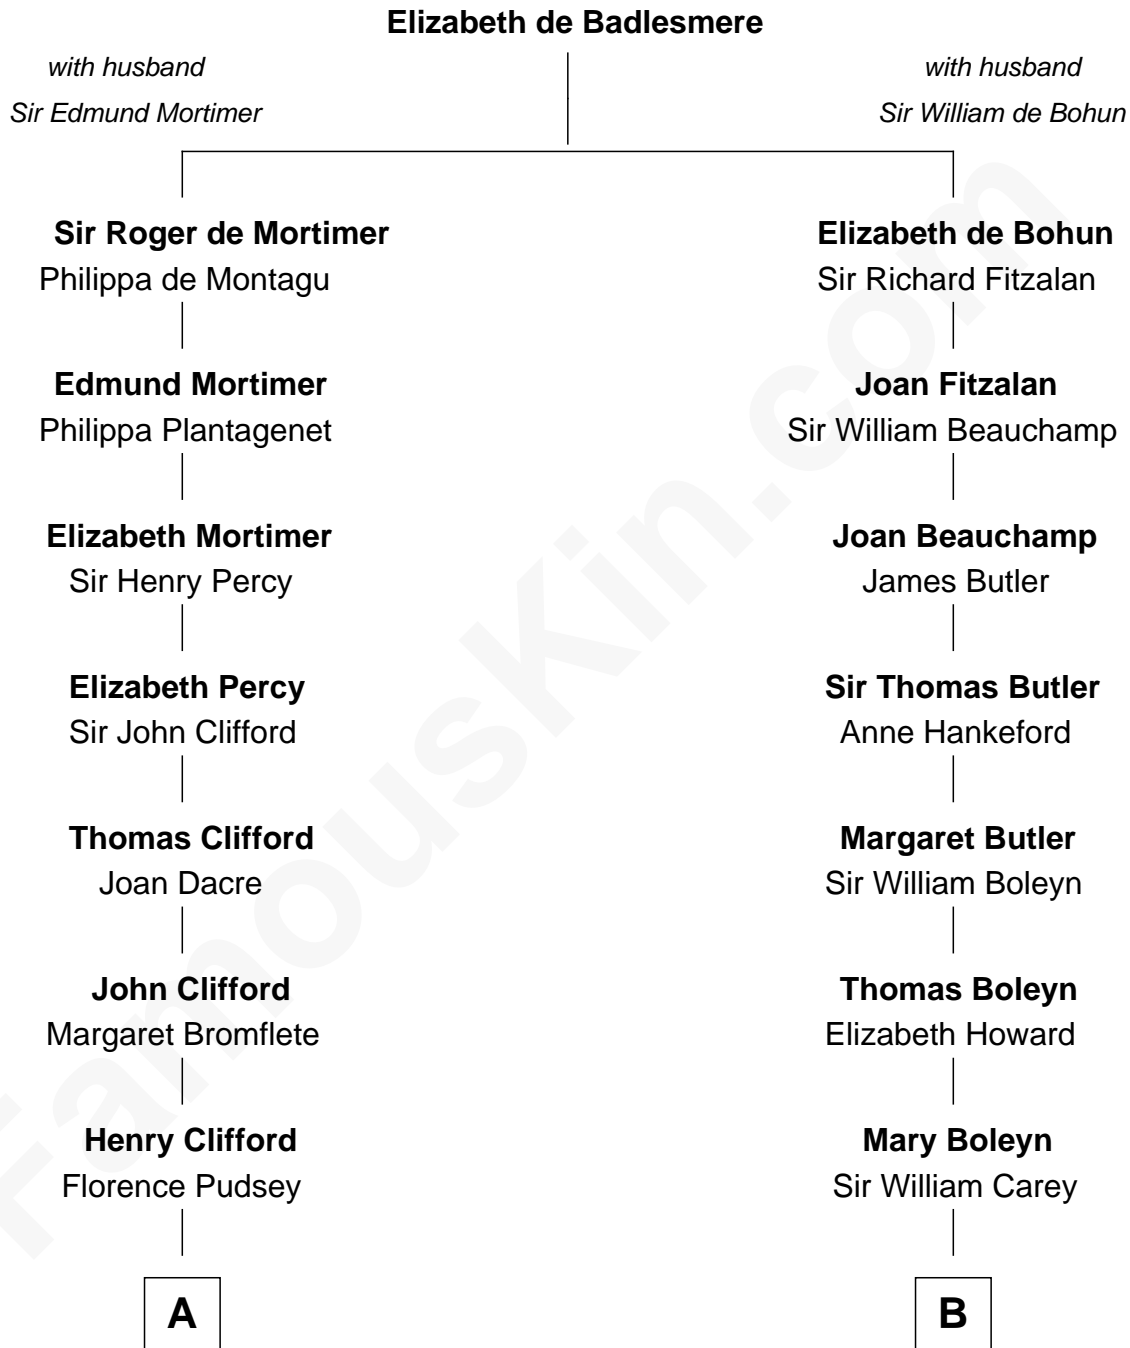 Elizabeth de Badlesmere
with husband
Sir Edmund Mortimer
with husband
Sir William de Bohun
Sir Roger de Mortimer
Philippa de Montagu
Edmund Mortimer
Philippa Plantagenet
Elizabeth Mortimer
Sir Henry Percy
Elizabeth Percy
Sir John Clifford
Thomas Clifford
Joan Dacre
John Clifford
Margaret Bromflete
Henry Clifford
Florence Pudsey
A
Elizabeth de Bohun
Sir Richard Fitzalan
Joan Fitzalan
Sir William Beauchamp
Joan Beauchamp
James Butler
Sir Thomas Butler
Anne Hankeford
Margaret Butler
Sir William Boleyn
Thomas Boleyn
Elizabeth Howard
Mary Boleyn
Sir William Carey
B
FamousKin.com